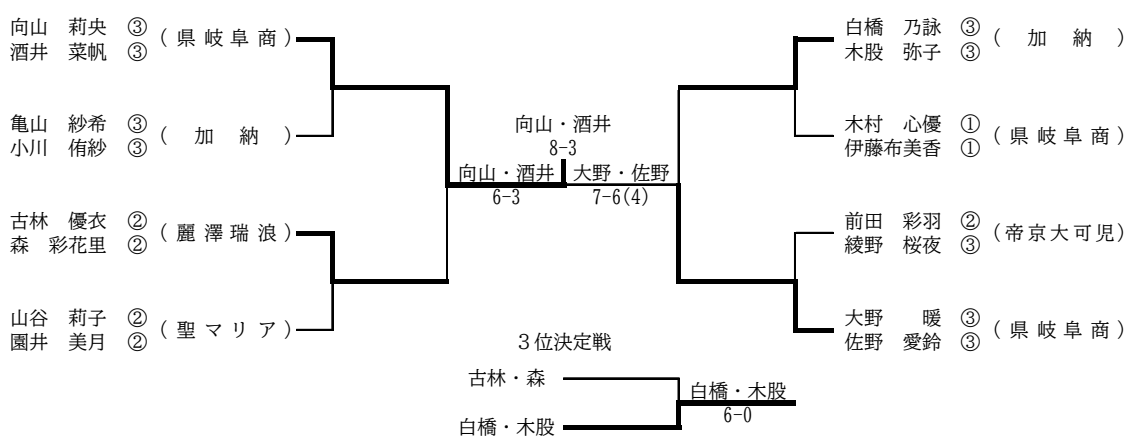 向山　莉央　③
酒井　菜帆　③
(県岐阜商)
亀山　紗希　③
小川　侑紗　③
(　加　納　)
古林　優衣　②
森　彩花里　②
(麗澤瑞浪)
山谷　莉子　②
園井　美月　②
(聖マリア)
向山・酒井
8-3
向山・酒井
6-3
大野・佐野
7-6(4)
白橋　乃詠　③
木股　弥子　③
(　加　納　)
木村　心優　①
伊藤布美香　①
(県岐阜商)
前田　彩羽　②
綾野　桜夜　③
(帝京大可児)
大野　　暖　③
佐野　愛鈴　③
(県岐阜商)
３位決定戦
古林・森
白橋・木股
白橋・木股
6-0